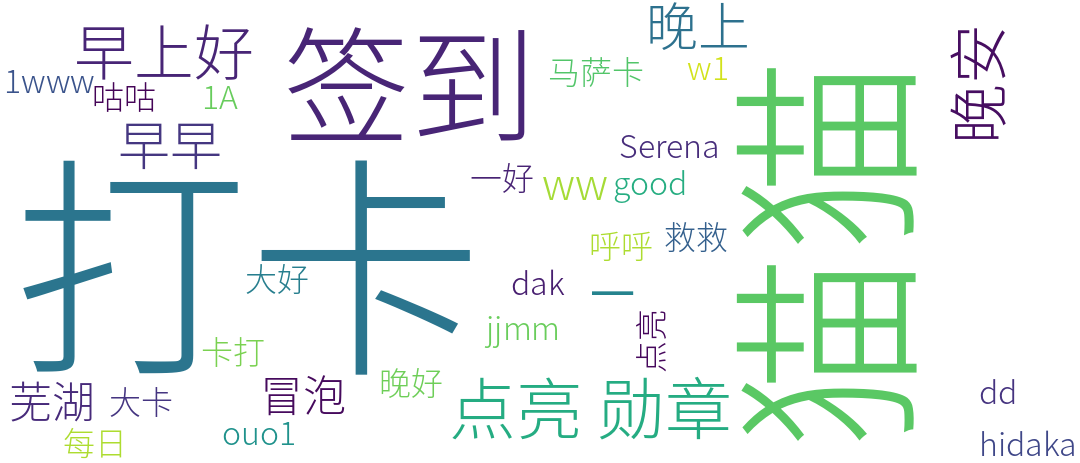 早上好
签到
晚上
晚安
1www
咕咕
1A
马萨卡
w1
早早
Serena
猫猫
打卡
一好
ww
good
呼呼
救救
大好
dak
一
jjmm
点亮
卡打
晚好
芜湖
大卡
冒泡
点亮 勋章
dd
每日
ouo1
hidaka